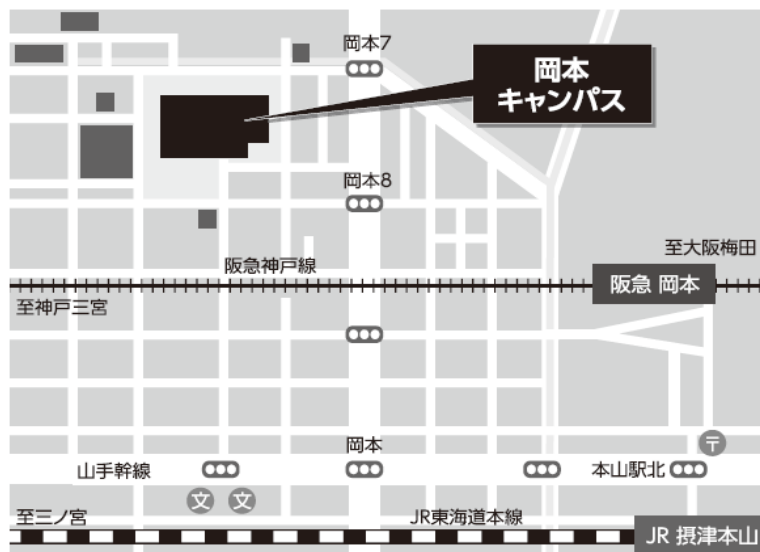 岡本7
岡本
キャンパス
岡本8
至大阪梅田
阪急神戸線
阪急 岡本
至神戸三宮
岡本
山手幹線
本山駅北
〒
文
文
至三ノ宮
JR東海道本線
JR 摂津本山